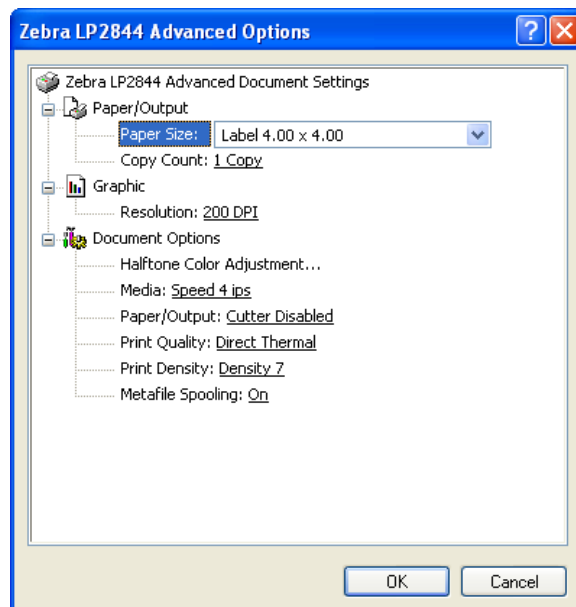 Zebra LP2844 Advanced Options
Zebra LP2844 Advanced Document Settings
Paper/Output
Paper Size: Label 4.00 x 4.00
Copy Count: 1 Copy
Graphic
Resolution: 200 DPI
Document Options
Halftone Color Adjustment...
Media: Speed 4 ips
Paper/Output: Cutter Disabled
Print Quality: Direct Thermal
Print Density: Density 7
Metafile Spooling: On
OK Cancel